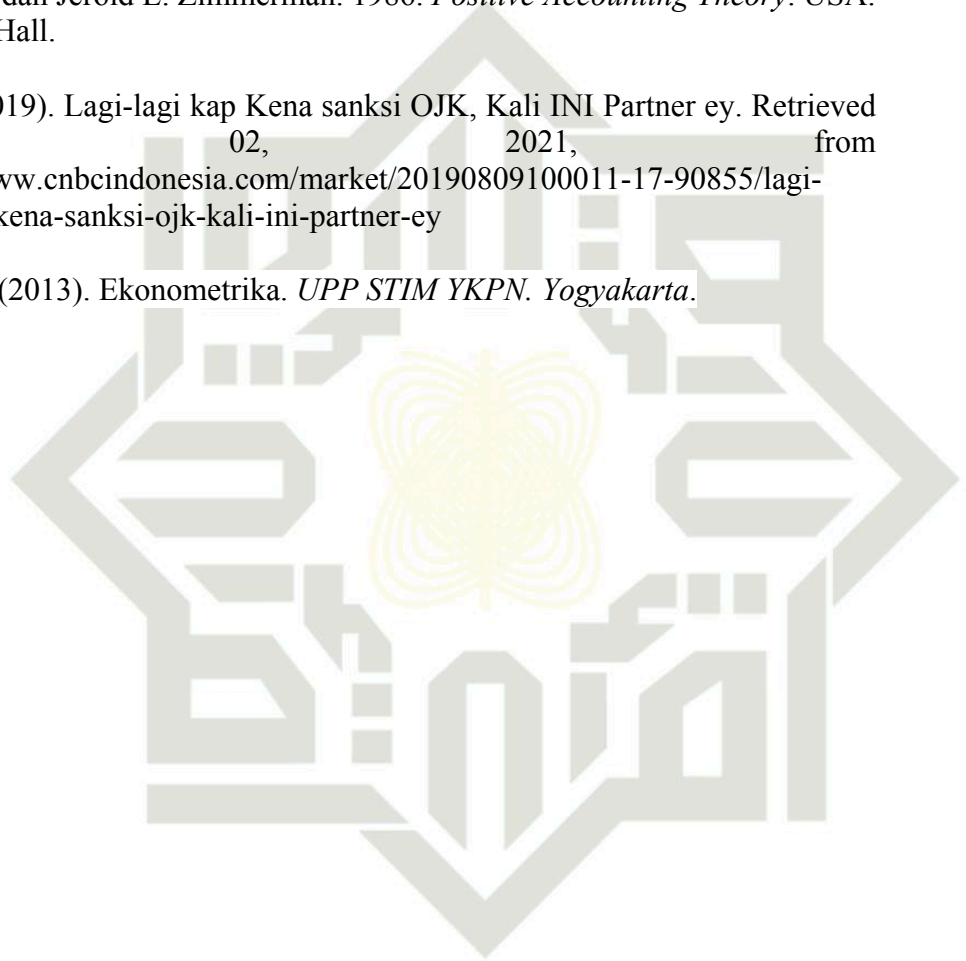 dan Jerold L. Zimmerman. 1986. Positive Accounting Theory. USA:
Hall.
019). Lagi-lagi kap Kena sanksi OJK, Kali INI Partner ey. Retrieved
02, 2021, from
ww.cnbcindonesia.com/market/20190809100011-17-90855/lagi-
kena-sanksi-ojk-kali-ini-partner-ey
(2013). Ekonometrika. UPP STIM YKPN. Yogyakarta.